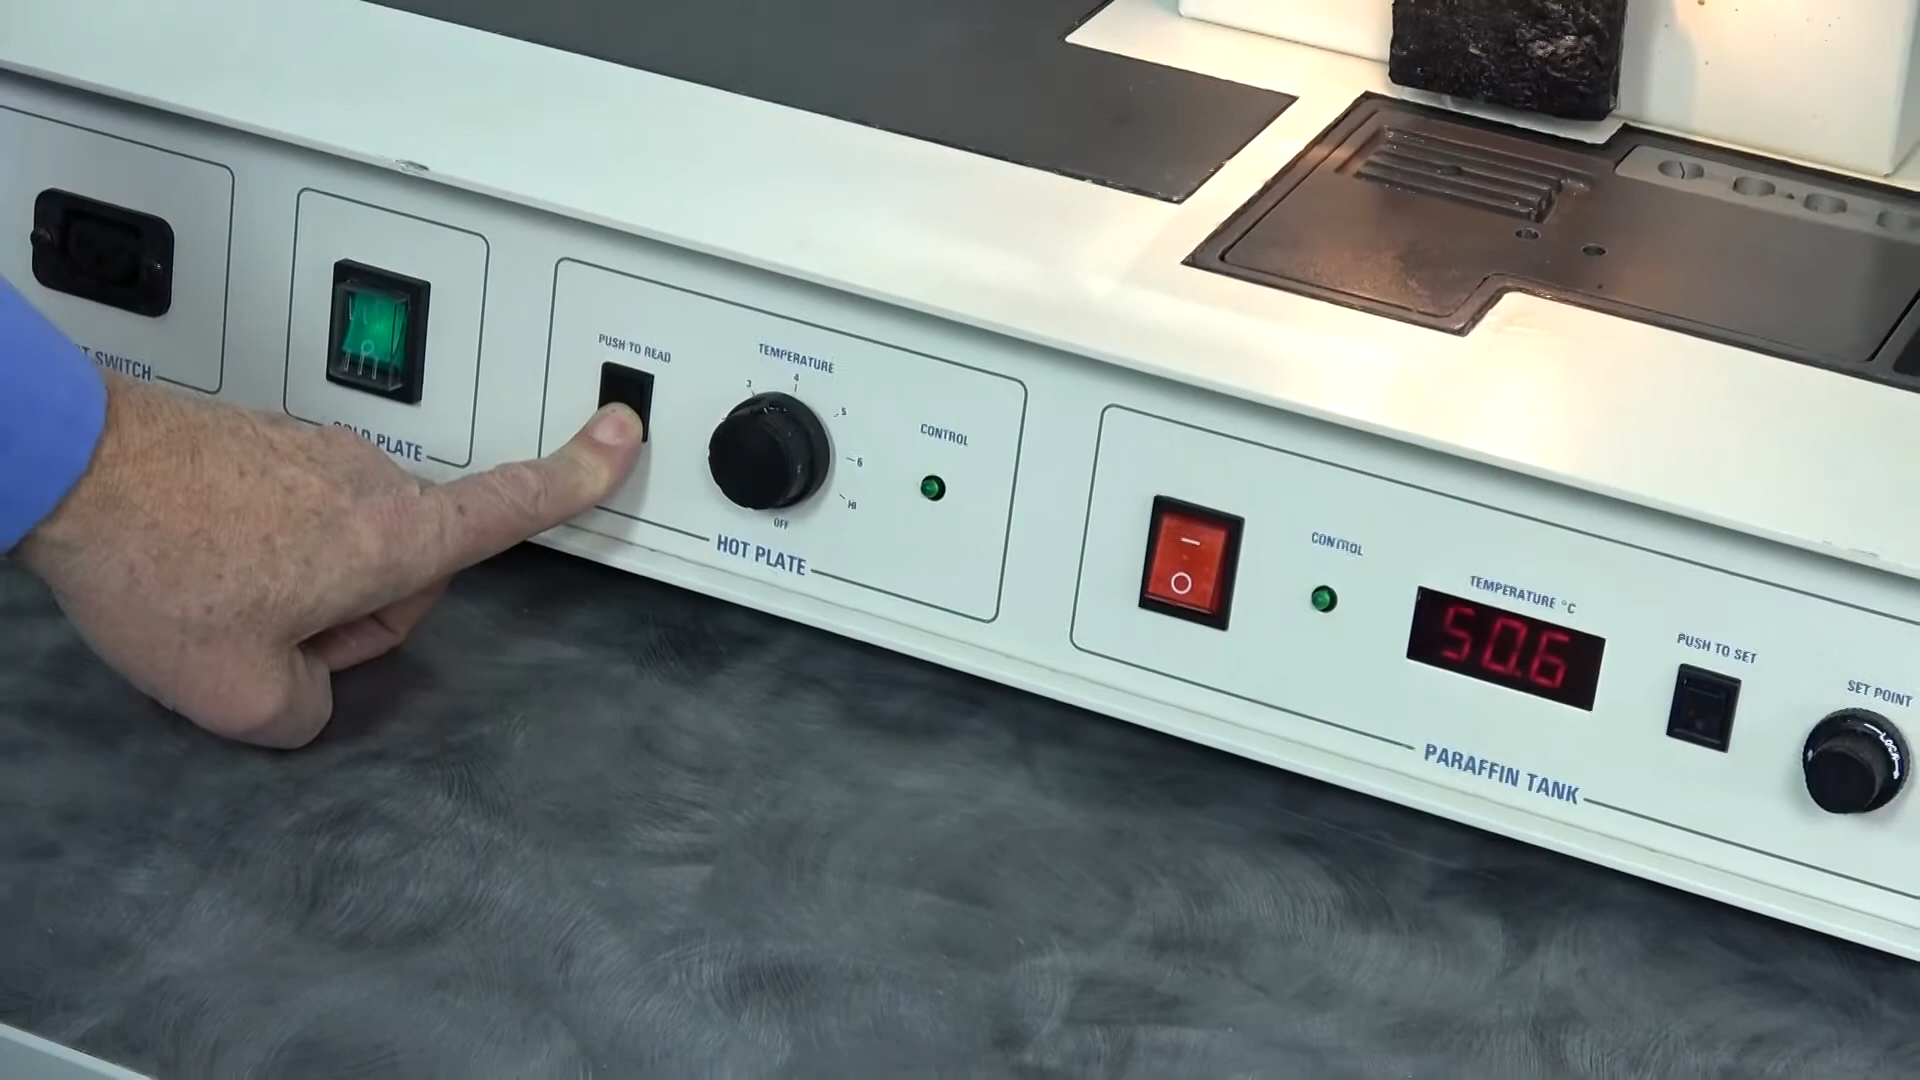 SWITCH
PLATE
PUSH TO READ
TEMPERATURE
3
4
5
6
HI
OFF
CONTROL
HOT PLATE
CONTROL
TEMPERATURE °C
50.6
PUSH TO SET
SET POINT
PARAFFIN TANK